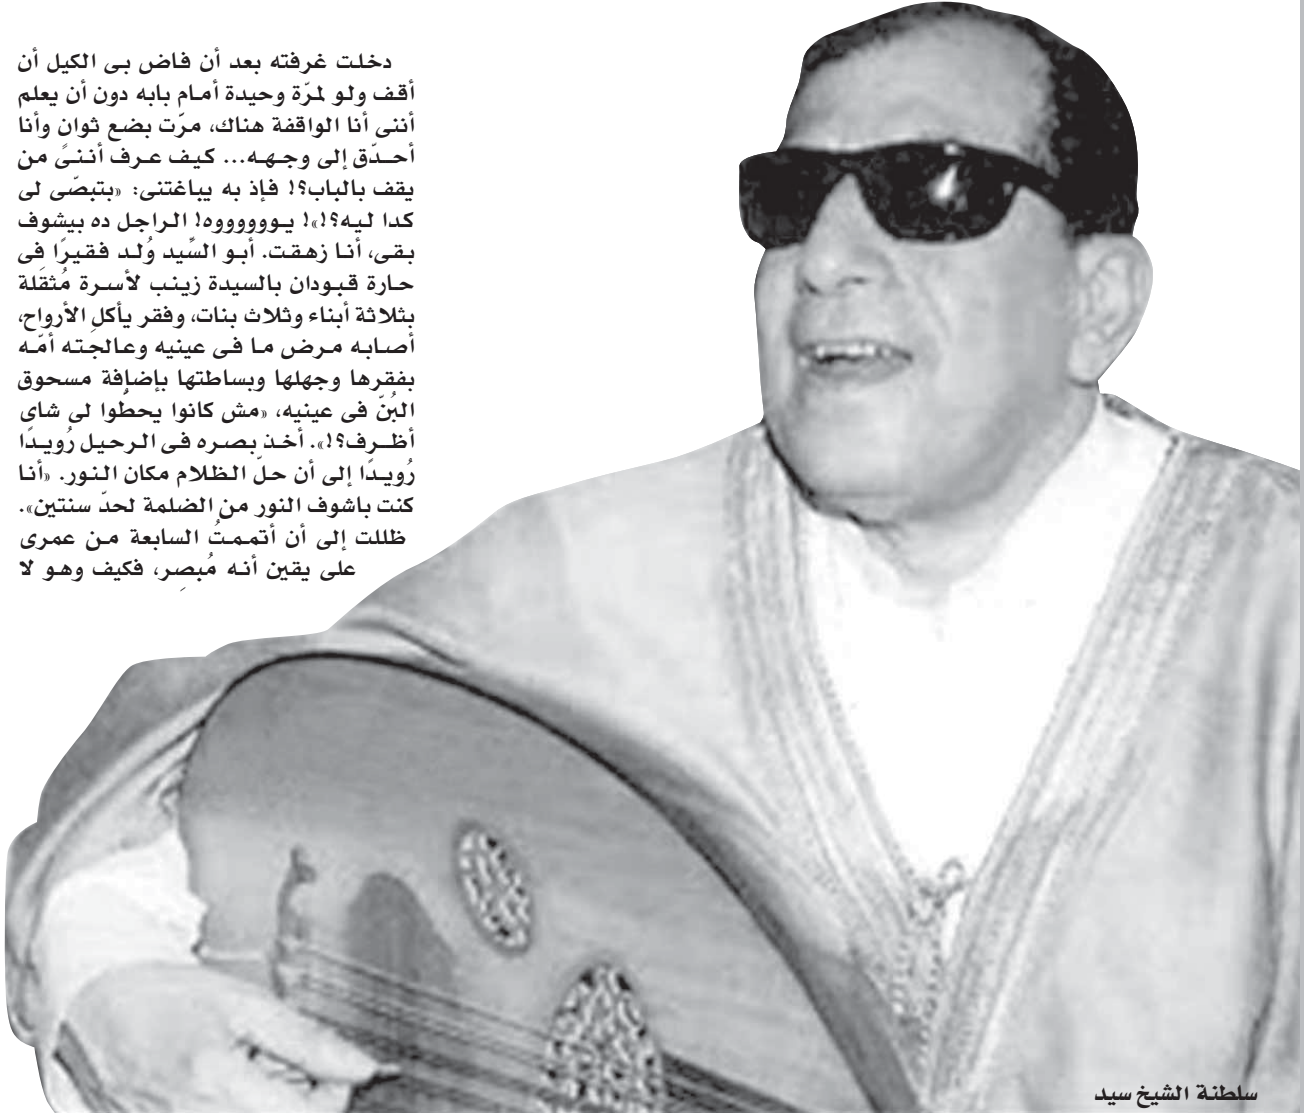 دخلت غرفته بعد أن فاض بى الكيل أن
أقف ولو لمرّة وحيدة أمام بابه دون أن يعلم
أننى أنا الواقفة هناك، مرّت بضع ثوانٍ وأنا
أحدّق إلى وجهه... كيف عرف أننىً من
يقف بالباب؟! فإذ به يباغتنى: «بتبصّى لى
كدا ليه؟!»! يوووووووه! الراجل ده بيشوف
بقى، أنا زهقت. أبو السِّيد وُلد فقيرًا فى
حارة قبودان بالسيدة زينب لأسرة مُثقَلة
بثلاثة أبناء وثلاث بنات، وفقر يأكل الأرواح،
أصابه مرض ما فى عينيه وعالجَته أمّه
بفقرها وجهلها وبساطتها بإضافة مسحوق
البُنّ فى عينيه، «مش كانوا يحطُوا لى شاى
أظرف؟!». أخذ بصره فى الرحيل رُويدًا
رُويدًا إلى أن حلّ الظلام مكان النور. «أنا
كنت باشوف النور من الضلمة لحدّ سنتين».
ظللت إلى أن أتممتُ السابعة من عمرى
على يقين أنه مُبصِر، فكيف وهو لا
سلطنة الشيخ سيد